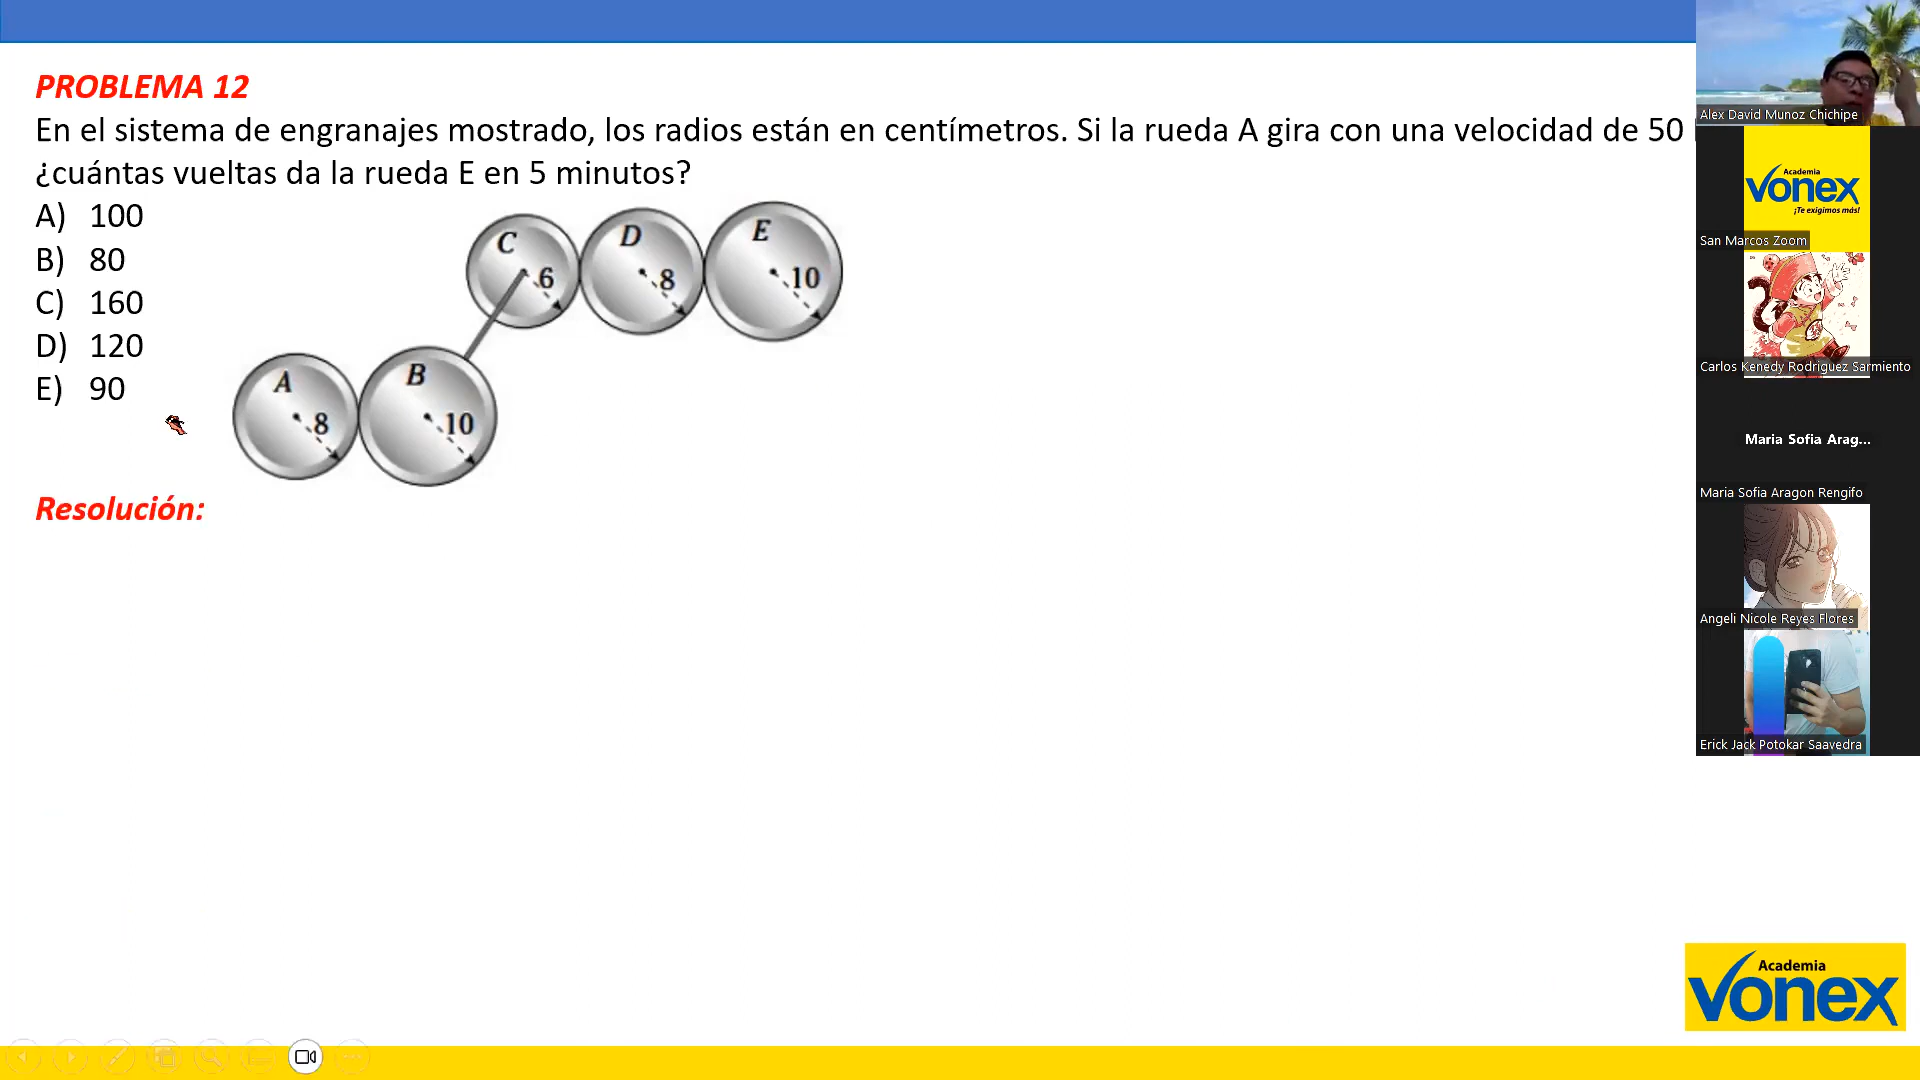 PROBLEMA 12
En el sistema de engranajes mostrado, los radios están en centímetros. Si la rueda A gira con una velocidad de 50
¿cuántas vueltas da la rueda E en 5 minutos?
A) 100
B) 80
C) 160
D) 120
E) 90
C
6
D
8
E
10
A
8
B
10
Resolución:
Alex David Munoz Chichipe
Academia
vonex
¡Te exigimos más!
San Marcos Zoom
Carlos Kenedy Rodriguez Sarmiento
Maria Sofia Arag...
Maria Sofia Aragon Rengifo
Angeli Nicole Reyes Flores
Erick Jack Potokar Saavedra
Academia
vonex